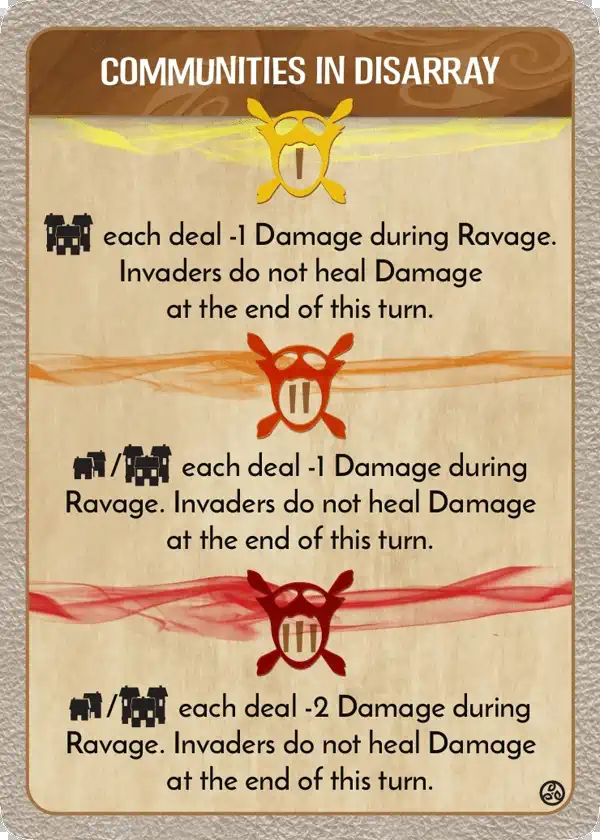 COMMUNITIES IN DISARRAY
I
each deal -1 Damage during Ravage.
Invaders do not heal Damage
at the end of this turn.
II
/ each deal -1 Damage during
Ravage. Invaders do not heal Damage
at the end of this turn.
III
/ each deal -2 Damage during
Ravage. Invaders do not heal Damage
at the end of this turn.